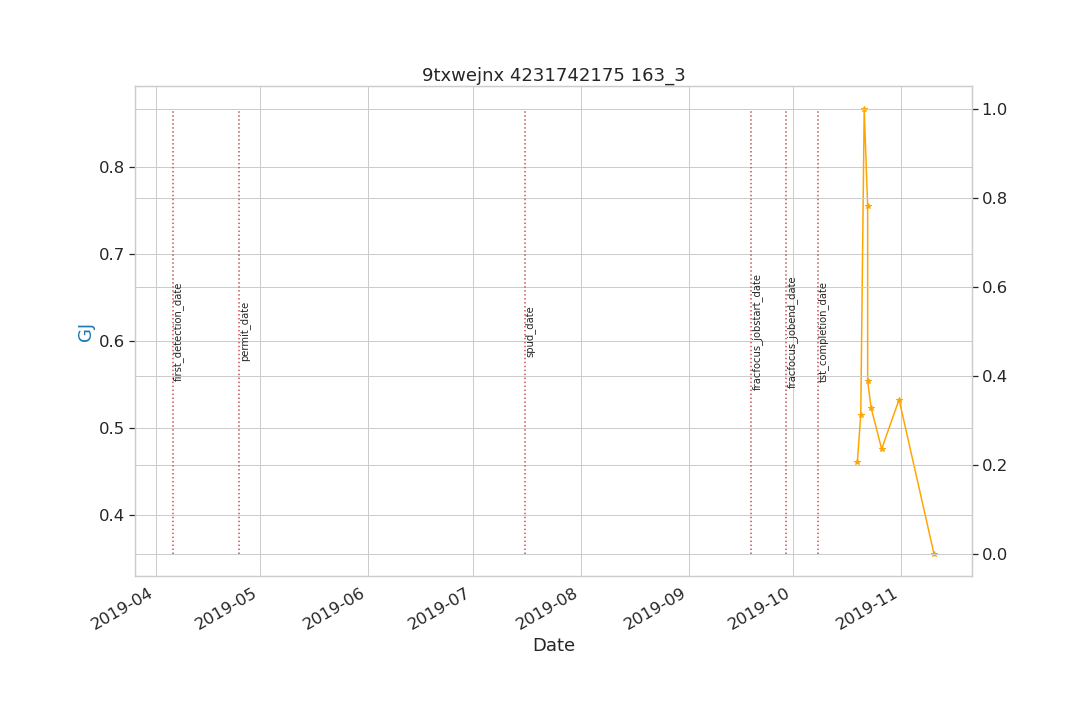 9txwejnx 4231742175 163_3
GJ
0.8
0.7
0.6
0.5
0.4
1.0
0.8
0.6
0.4
0.2
0.0
first_detection_date
permit_date
spud_date
fracfocus_jobstart_date
fracfocus_jobend_date
tst_completion_date
2019-04
2019-05
2019-06
2019-07
2019-08
2019-09
2019-10
2019-11
Date